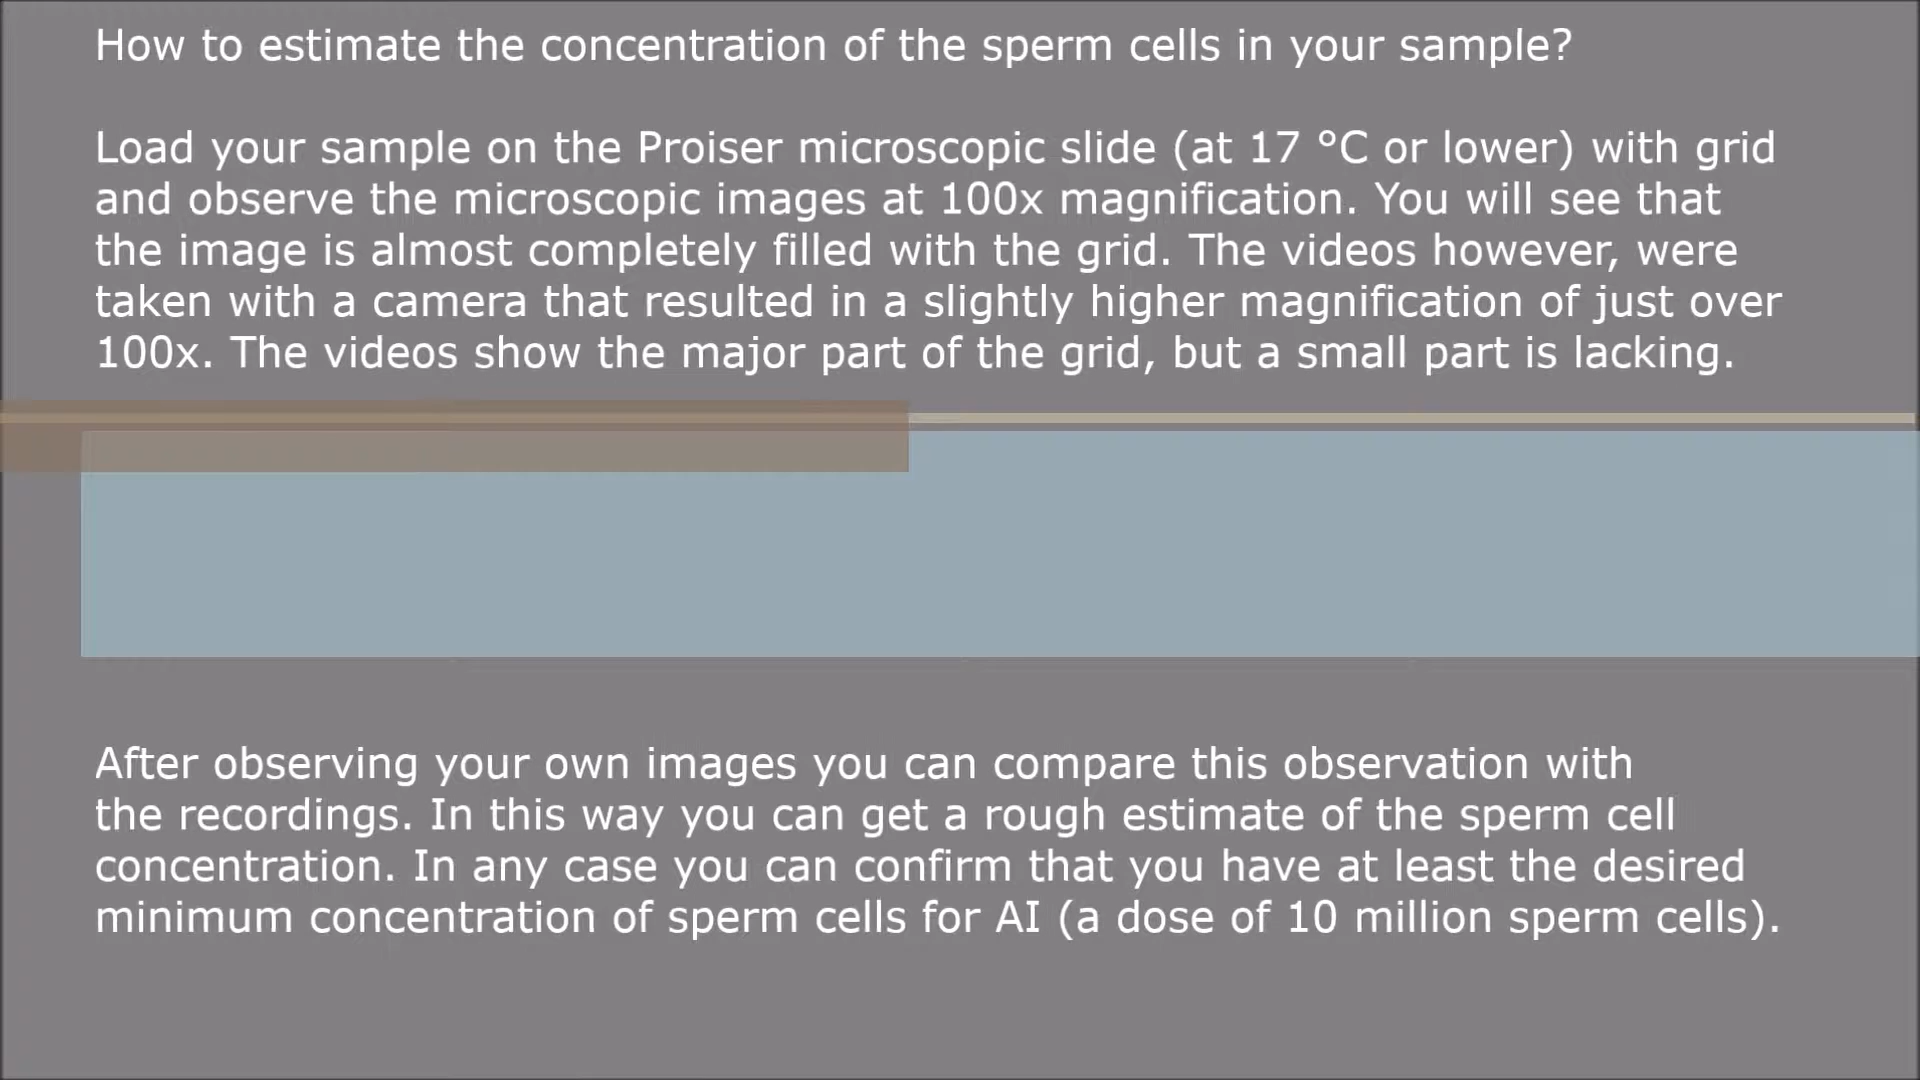 How to estimate the concentration of the sperm cells in your sample?
Load your sample on the Proiser microscopic slide (at 17 °C or lower) with grid
and observe the microscopic images at 100x magnification. You will see that
the image is almost completely filled with the grid. The videos however, were
taken with a camera that resulted in a slightly higher magnification of just over
100x. The videos show the major part of the grid, but a small part is lacking.
After observing your own images you can compare this observation with
the recordings. In this way you can get a rough estimate of the sperm cell
concentration. In any case you can confirm that you have at least the desired
minimum concentration of sperm cells for AI (a dose of 10 million sperm cells).